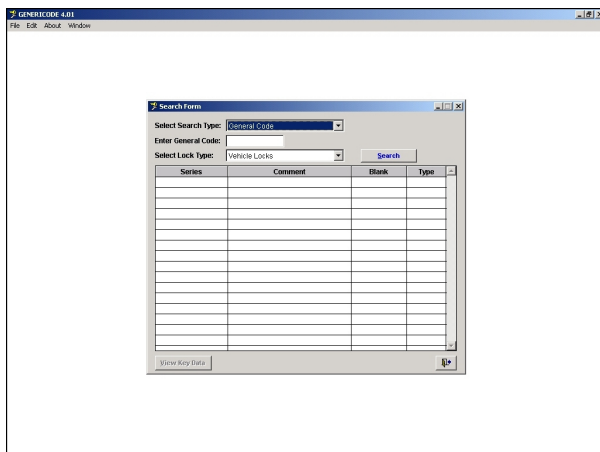 GENERICODE 4.01
File Edit About Window
Search Form
Select Search Type: General Code
Enter General Code:
Select Lock Type: Vehicle Locks Search
Series Comment Blank Type
View Key Data